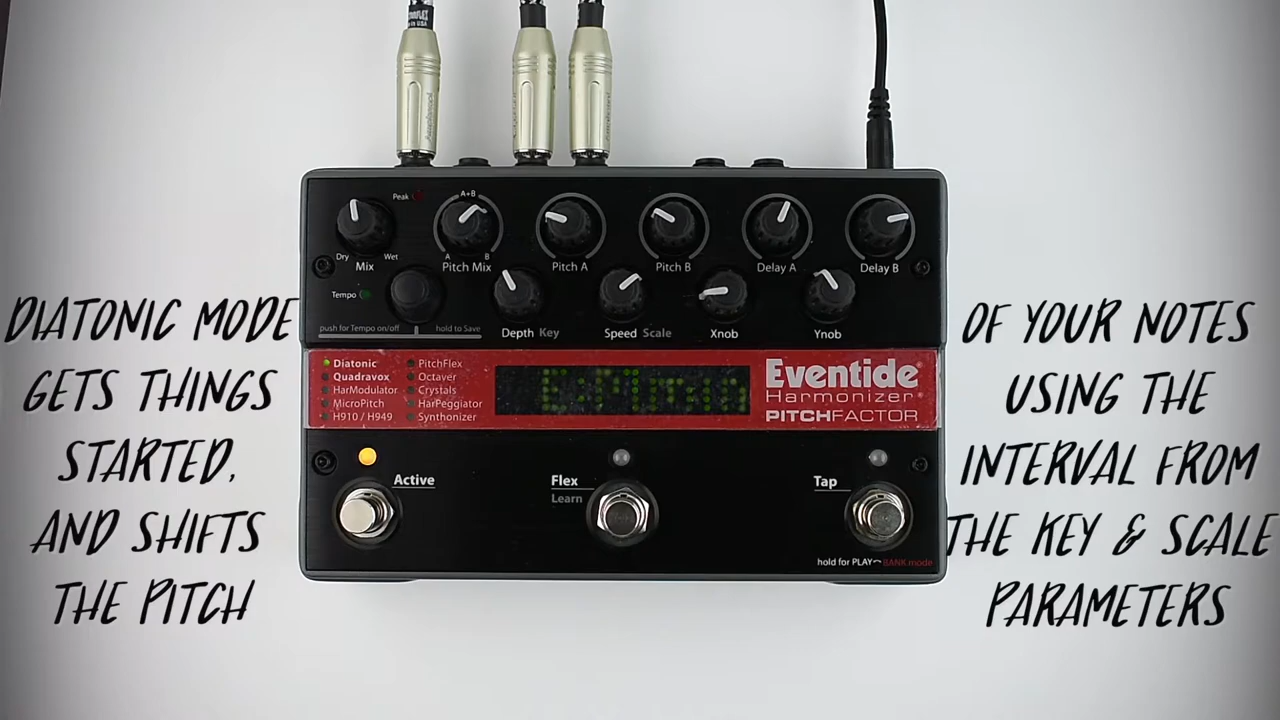 DIATONIC MODE
GETS THINGS
STARTED,
AND SHIFTS
THE PITCH
OF YOUR NOTES
USING THE
INTERVAL FROM
THE KEY & SCALE
PARAMETERS
Peak
A+B
Dry Wet
Mix
A B
Pitch Mix
Pitch A
Pitch B
Delay A
Delay B
Tempo
push for Tempo on/off hold to Save
Depth Key
Speed Scale
Xnob
Ynob
Diatonic PitchFlex
Quadravox Octaver
HarModulator Crystals
MicroPitch HarPeggiator
H910 / H949 Synthonizer
Eventide
Harmonizer
PITCHFACTOR
Active
Flex
Learn
Tap
hold for PLAY BANK mode